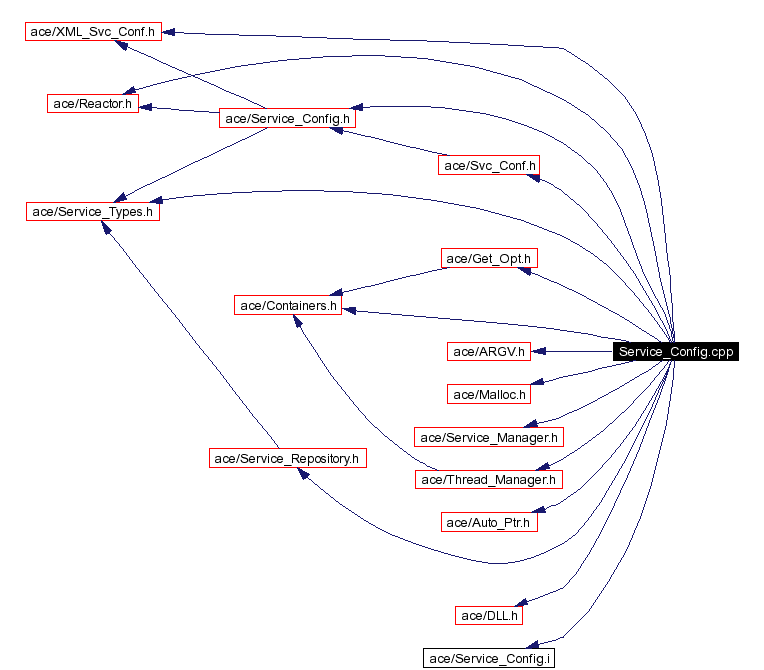 ace/XML_Svc_Conf.h
ace/Reactor.h
ace/Service_Config.h
ace/Svc_Conf.h
ace/Service_Types.h
ace/Get_Opt.h
ace/Containers.h
ace/ARGV.h
Service_Config.cpp
ace/Malloc.h
ace/Service_Manager.h
ace/Service_Repository.h
ace/Thread_Manager.h
ace/Auto_Ptr.h
ace/DLL.h
ace/Service_Config.i